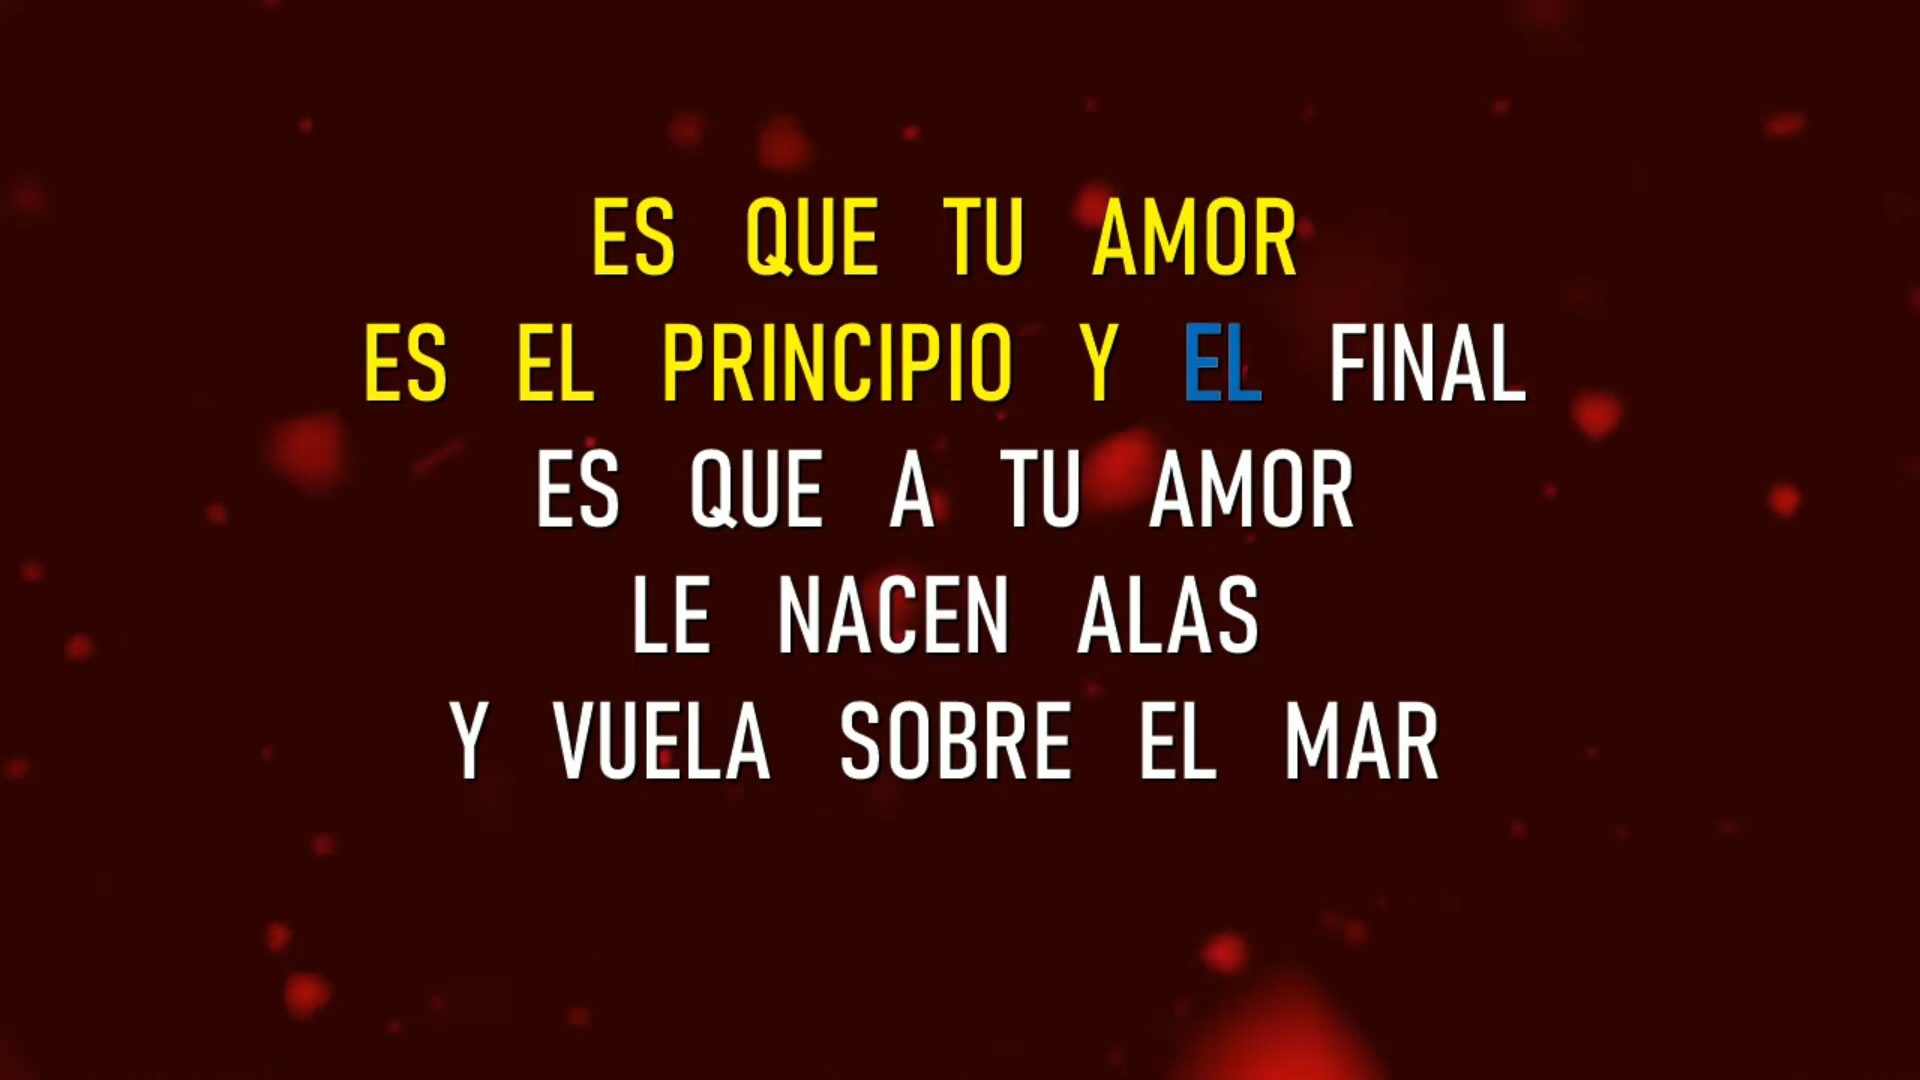 ES QUE TU AMOR
ES EL PRINCIPIO Y EL FINAL
ES QUE A TU AMOR
LE NACEN ALAS
Y VUELA SOBRE EL MAR